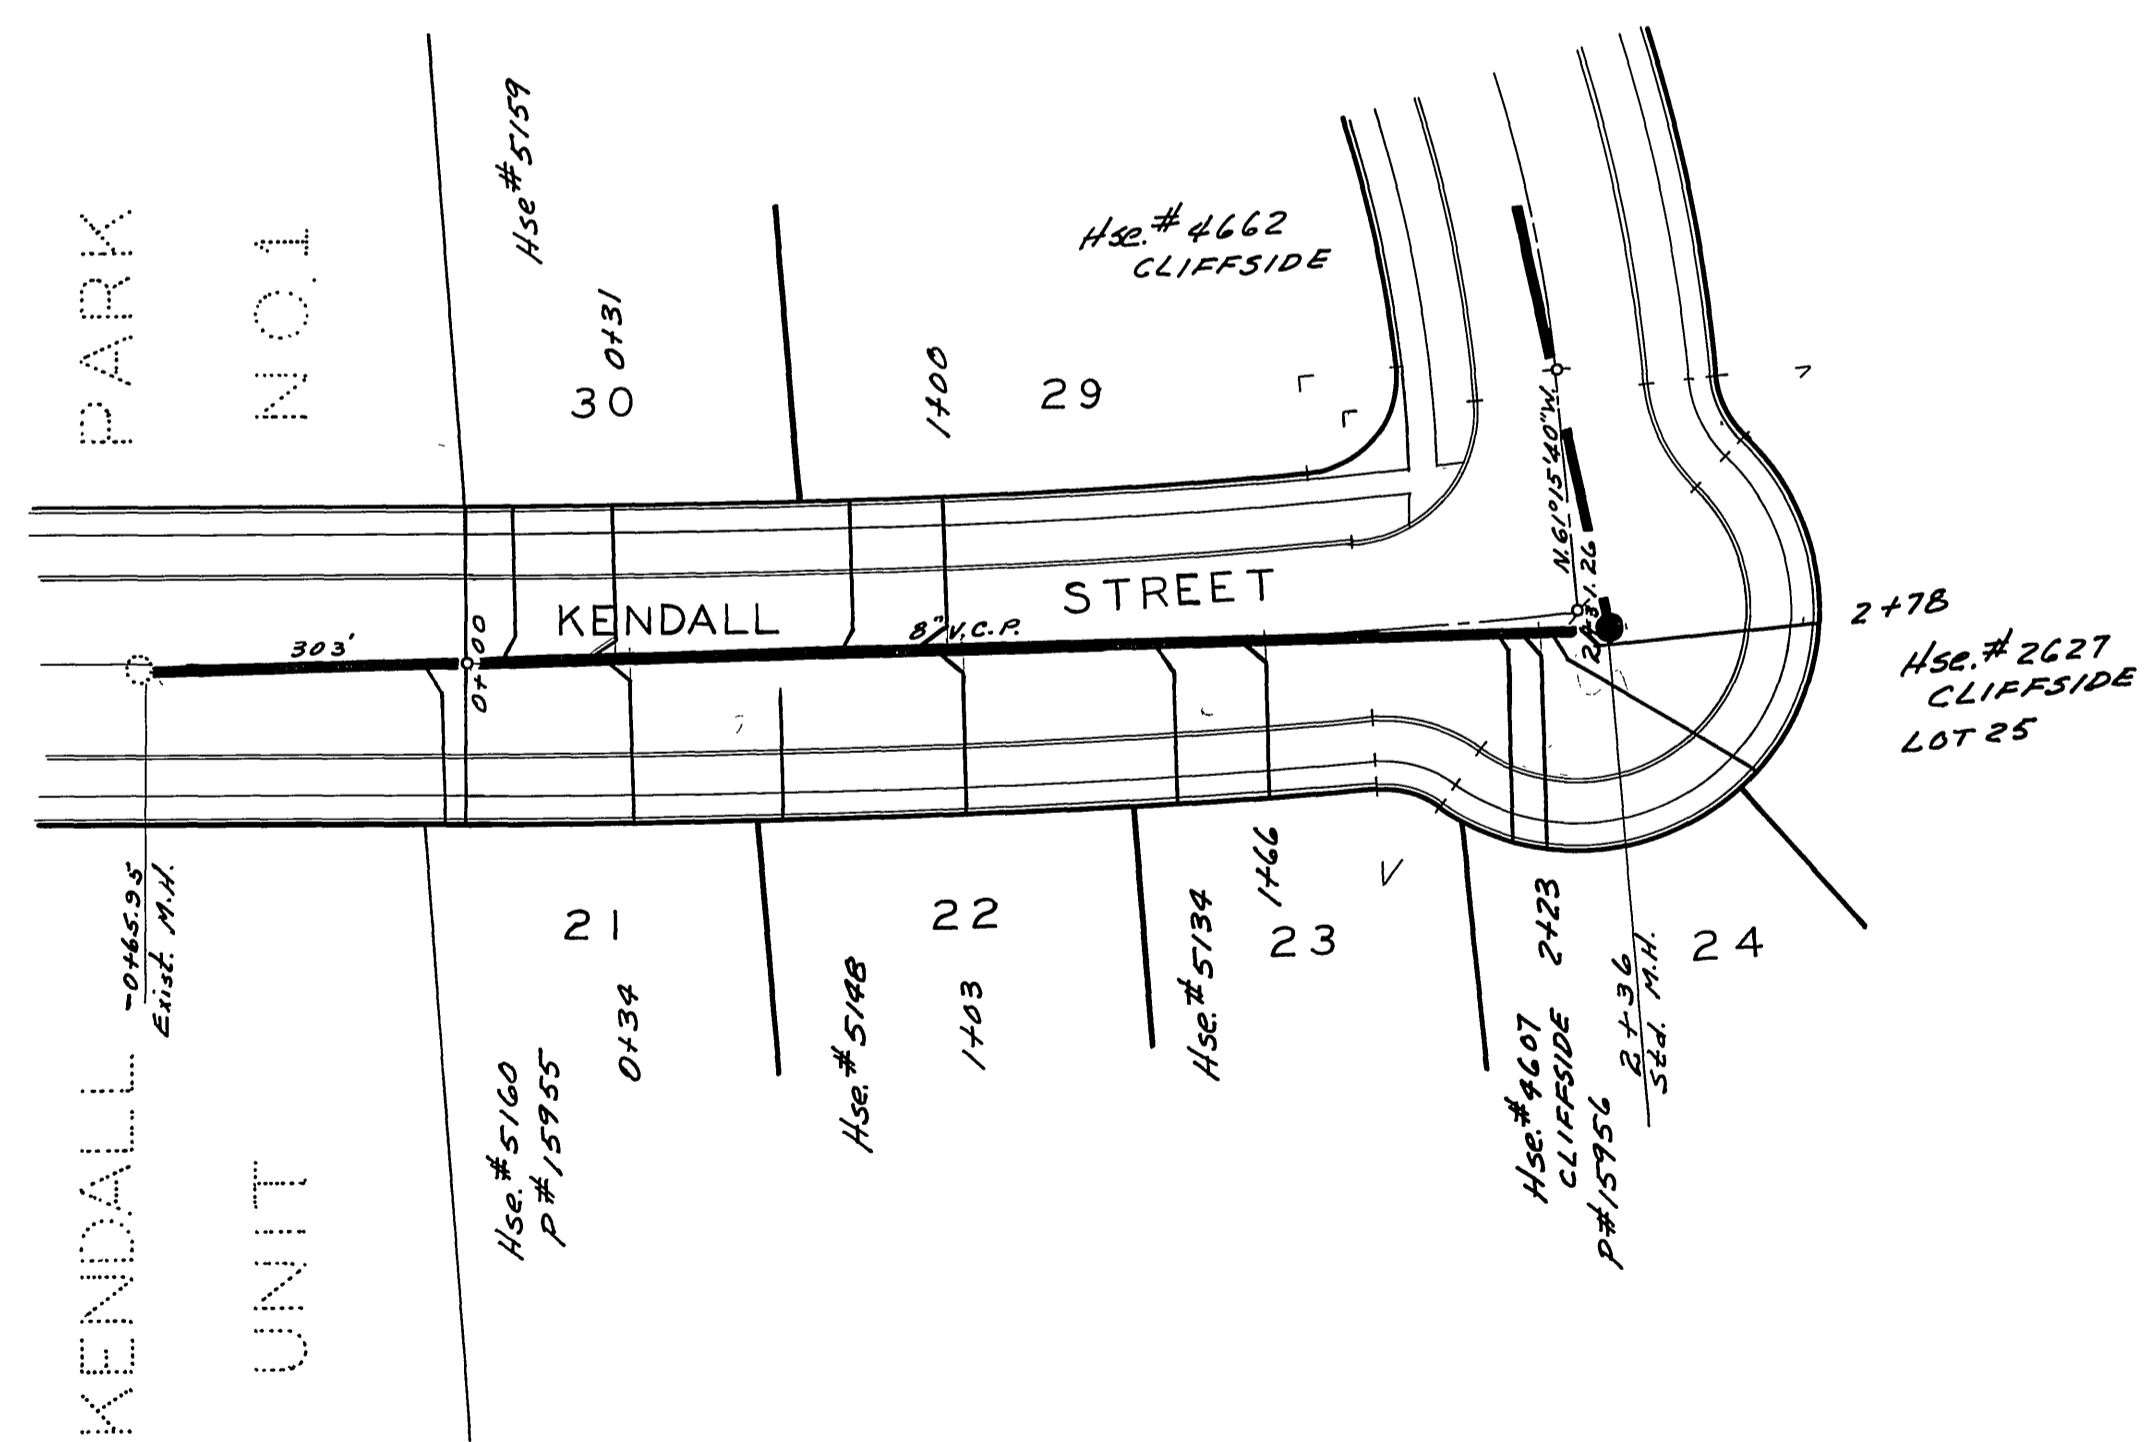 KENDALL PARK
UNIT NO. 1
Hse # 5159
0+31
30
1+00
29
Hse. # 4662
CLIFFSIDE
N.61°15'40"W.
KENDALL STREET
303'
0+00
8" V.C.P.
2+78
Hse. # 2627
CLIFFSIDE
LOT 25
-0+65.95
Exist. M.H.
21
0+34
Hse. # 5160
P# 15955
22
1+03
Hse. # 5148
23
1+66
Hse. # 5134
2+23
Hse. # 4607
CLIFFSIDE
P# 15956
2+36
Std. M.H.
24